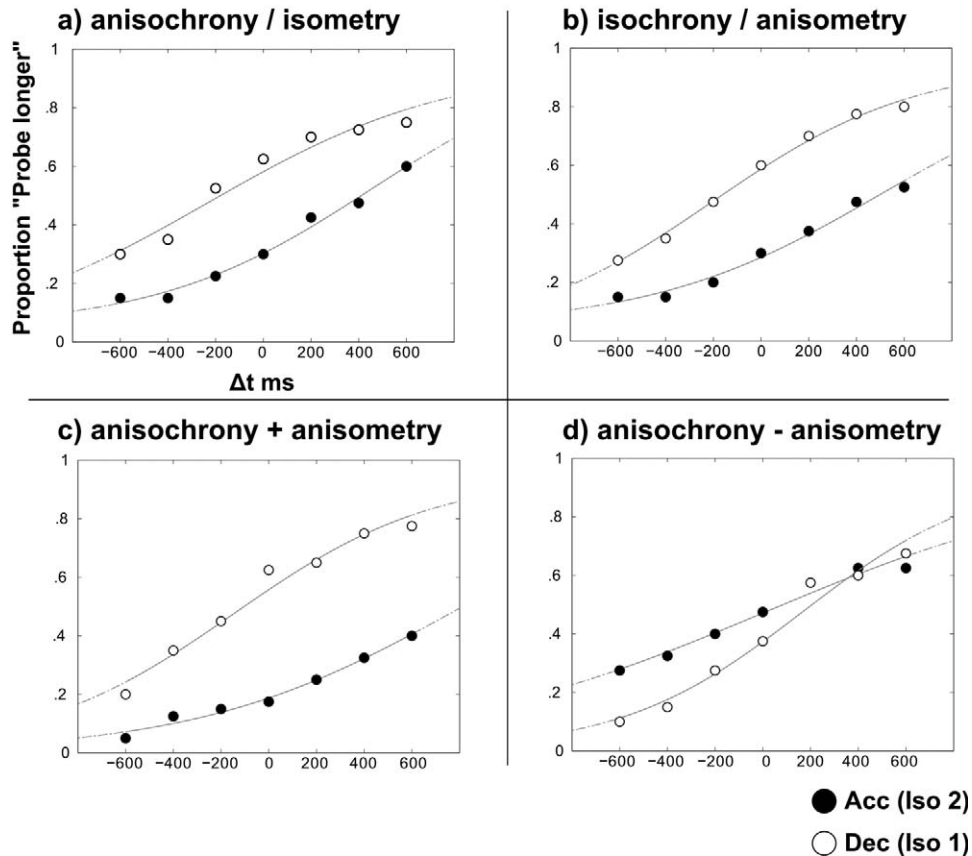 a) anisochrony / isometry
1
.8
.6
.4
.2
0
−600 −400 −200 0 200 400 600
Proportion "Probe longer"
Δt ms
b) isochrony / anisometry
1
.8
.6
.4
.2
0
−600 −400 −200 0 200 400 600
c) anisochrony + anisometry
1
.8
.6
.4
.2
0
−600 −400 −200 0 200 400 600
d) anisochrony - anisometry
1
.8
.6
.4
.2
0
−600 −400 −200 0 200 400 600
Acc (Iso 2)
Dec (Iso 1)